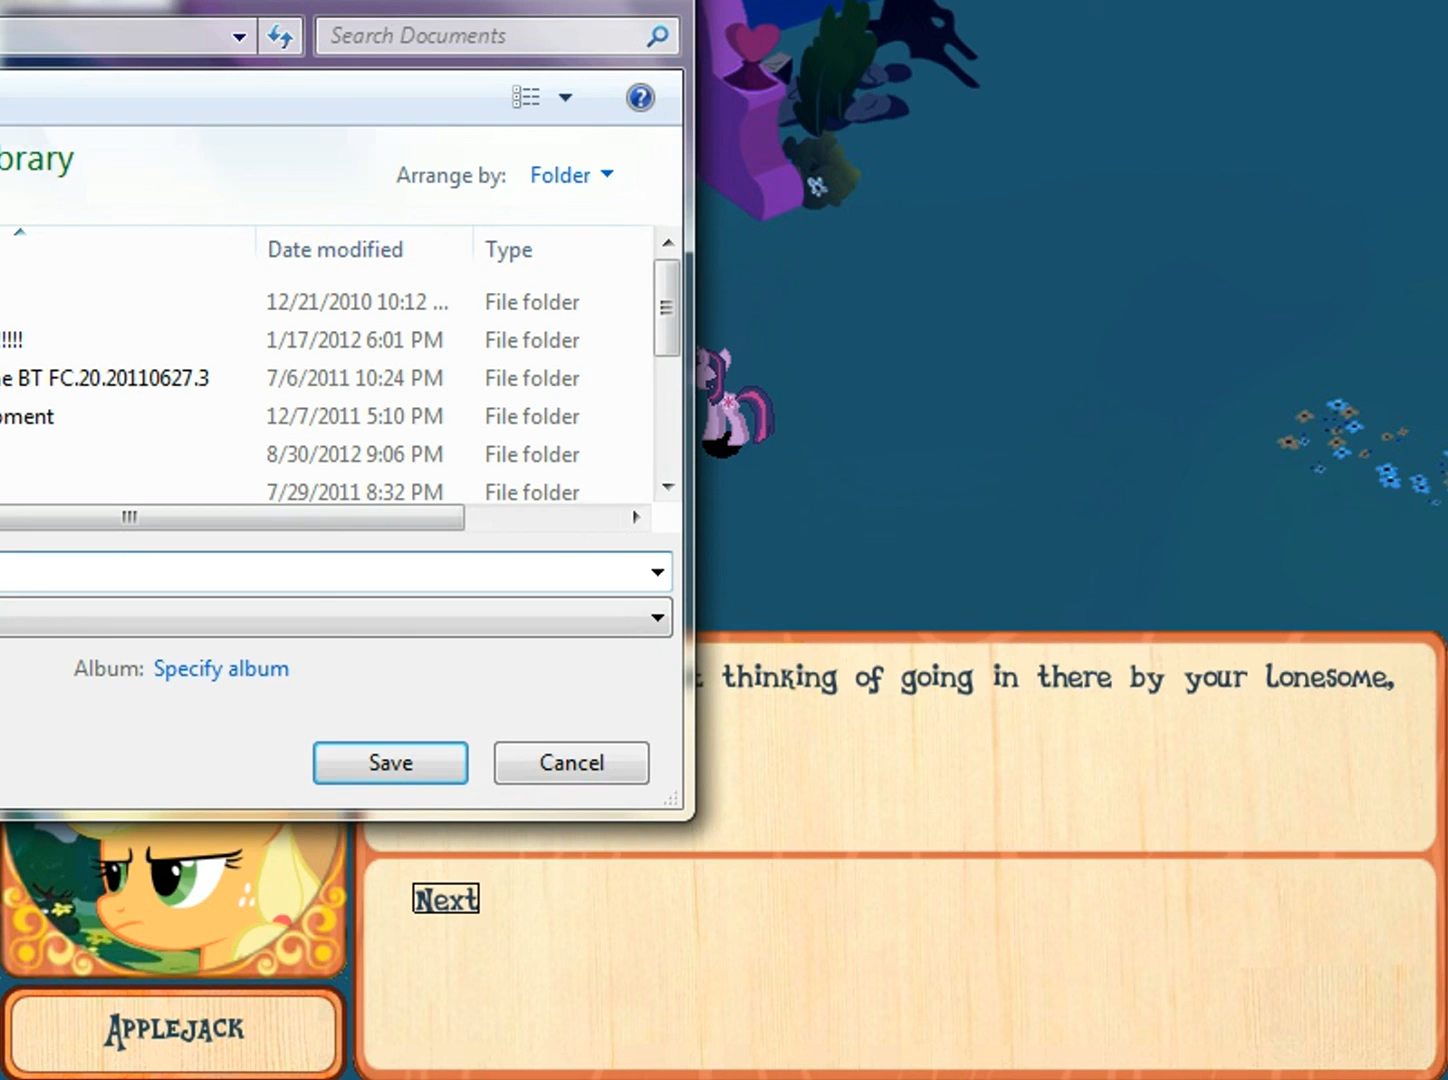 Search Documents
brary
Arrange by: Folder
Date modified Type
12/21/2010 10:12 ... File folder
!!!!! 1/17/2012 6:01 PM File folder
e BT FC.20.20110627.3 7/6/2011 10:24 PM File folder
pment 12/7/2011 5:10 PM File folder
8/30/2012 9:06 PM File folder
7/29/2011 8:32 PM File folder
Album: Specify album
Save Cancel
thinking of going in there by your lonesome,
Next
Applejack